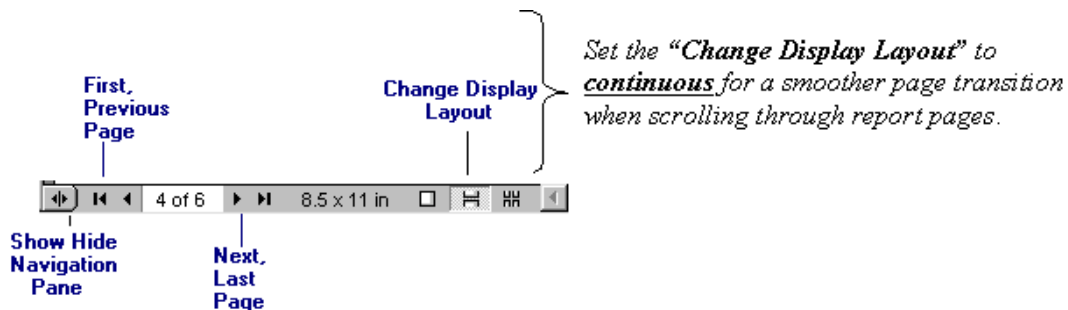 Set the “Change Display Layout” to
continuous for a smoother page transition
when scrolling through report pages.
First,
Previous
Page
Change Display
Layout
4 of 6
8.5 x 11 in
Show Hide
Navigation
Pane
Next,
Last
Page